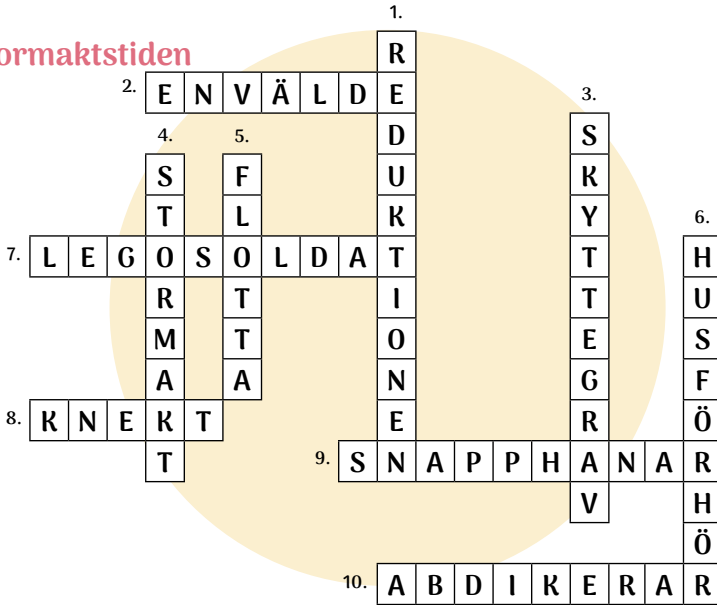 ormaktstiden
1. REDUKTIONEN
2. ENVÄLDE
3. SKYTTEGRAV
4. STORMAKT
5. FLOTTA
6. HUSFÖRHÖR
7. LEGOSOLDAT
8. KNEKT
9. SNAPPHANAR
10. ABDIKERAR